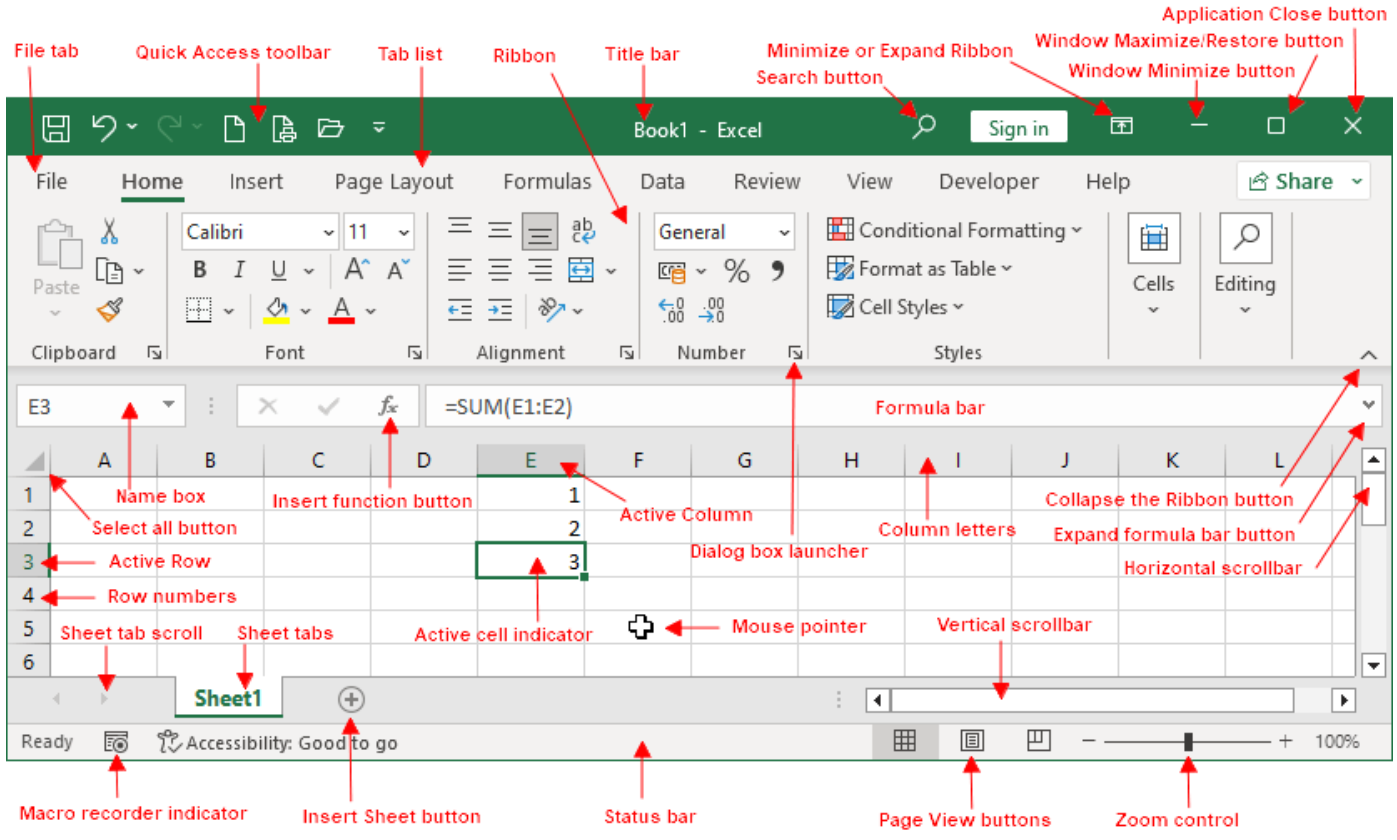 Application Close button
File tab
Quick Access toolbar
Tab list
Ribbon
Title bar
Minimize or Expand Ribbon
Window Maximize/Restore button
Search button
Window Minimize button
Book1 - Excel
Sign in
File Home Insert Page Layout Formulas Data Review View Developer Help Share
Paste
Clipboard
Calibri 11
B I U A A
A
Font
ab
c
Alignment
General
% 9
.0 .00
.00 .0
Number
Conditional Formatting
Format as Table
Cell Styles
Styles
Cells
Editing
E3
fx
=SUM(E1:E2)
Formula bar
A B C D E F G H I J K L
1 1
2 2
3 3
4
5
6
Name box
Insert function button
Active Column
Column letters
Collapse the Ribbon button
Select all button
Dialog box launcher
Expand formula bar button
Active Row
Horizontal scrollbar
Row numbers
Sheet tab scroll
Sheet tabs
Active cell indicator
Mouse pointer
Vertical scrollbar
Sheet1
Ready
Accessibility: Good to go
100%
Macro recorder indicator
Insert Sheet button
Status bar
Page View buttons
Zoom control